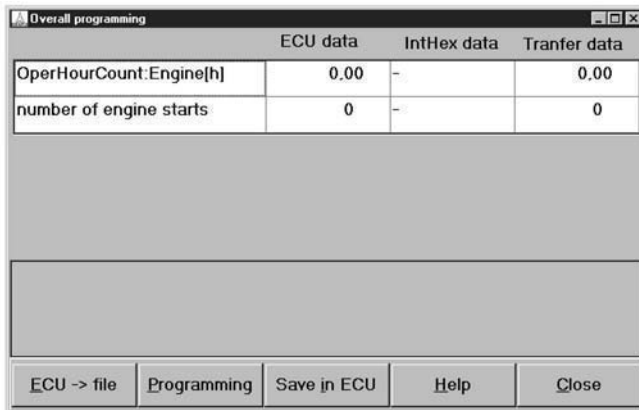 Overall programming
ECU data IntHex data Tranfer data
OperHourCount:Engine[h] 0,00 - 0,00
number of engine starts 0 - 0
ECU -> file Programming Save in ECU Help Close